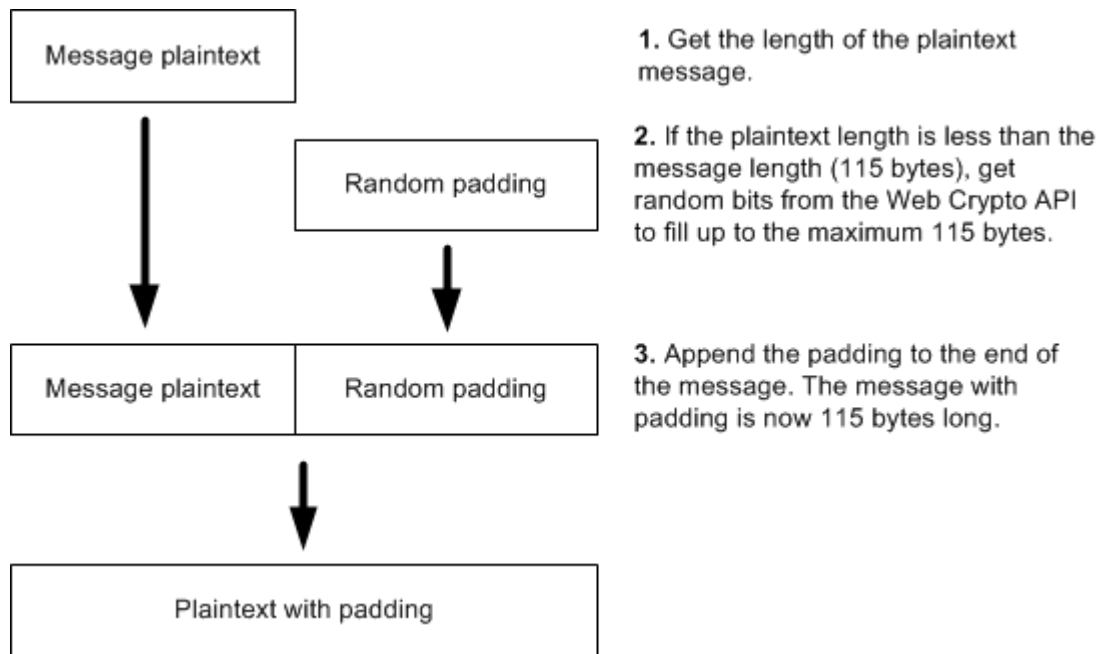 Message plaintext
1. Get the length of the plaintext
message.
2. If the plaintext length is less than the
message length (115 bytes), get
random bits from the Web Crypto API
to fill up to the maximum 115 bytes.
Random padding
Message plaintext
Random padding
3. Append the padding to the end of
the message. The message with
padding is now 115 bytes long.
Plaintext with padding